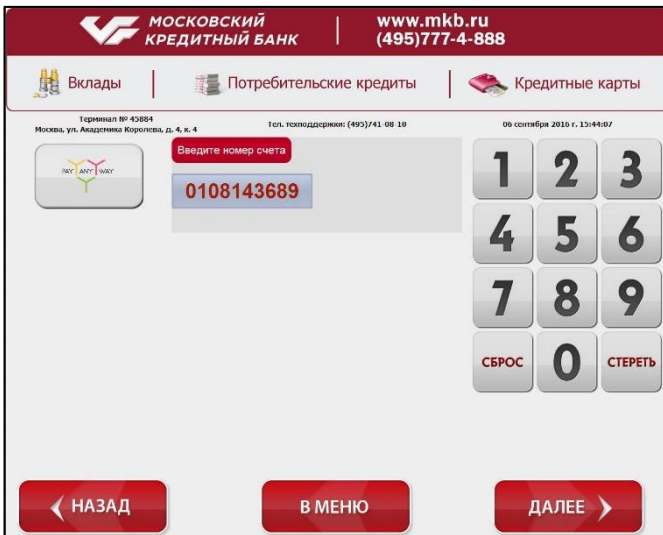 МОСКОВСКИЙ
КРЕДИТНЫЙ БАНК
www.mkb.ru
(495)777-4-888
Вклады
Потребительские кредиты
Кредитные карты
Терминал № 45884
Москва, ул. Академика Королева, д. 4, к. 4
Тел. техподдержки: (495)741-08-10
06 сентября 2016 г. 15:44:07
PAY ANY WAY
Введите номер счета
0108143689
1 2 3
4 5 6
7 8 9
СБРОС 0 СТЕРЕТЬ
НАЗАД
В МЕНЮ
ДАЛЕЕ